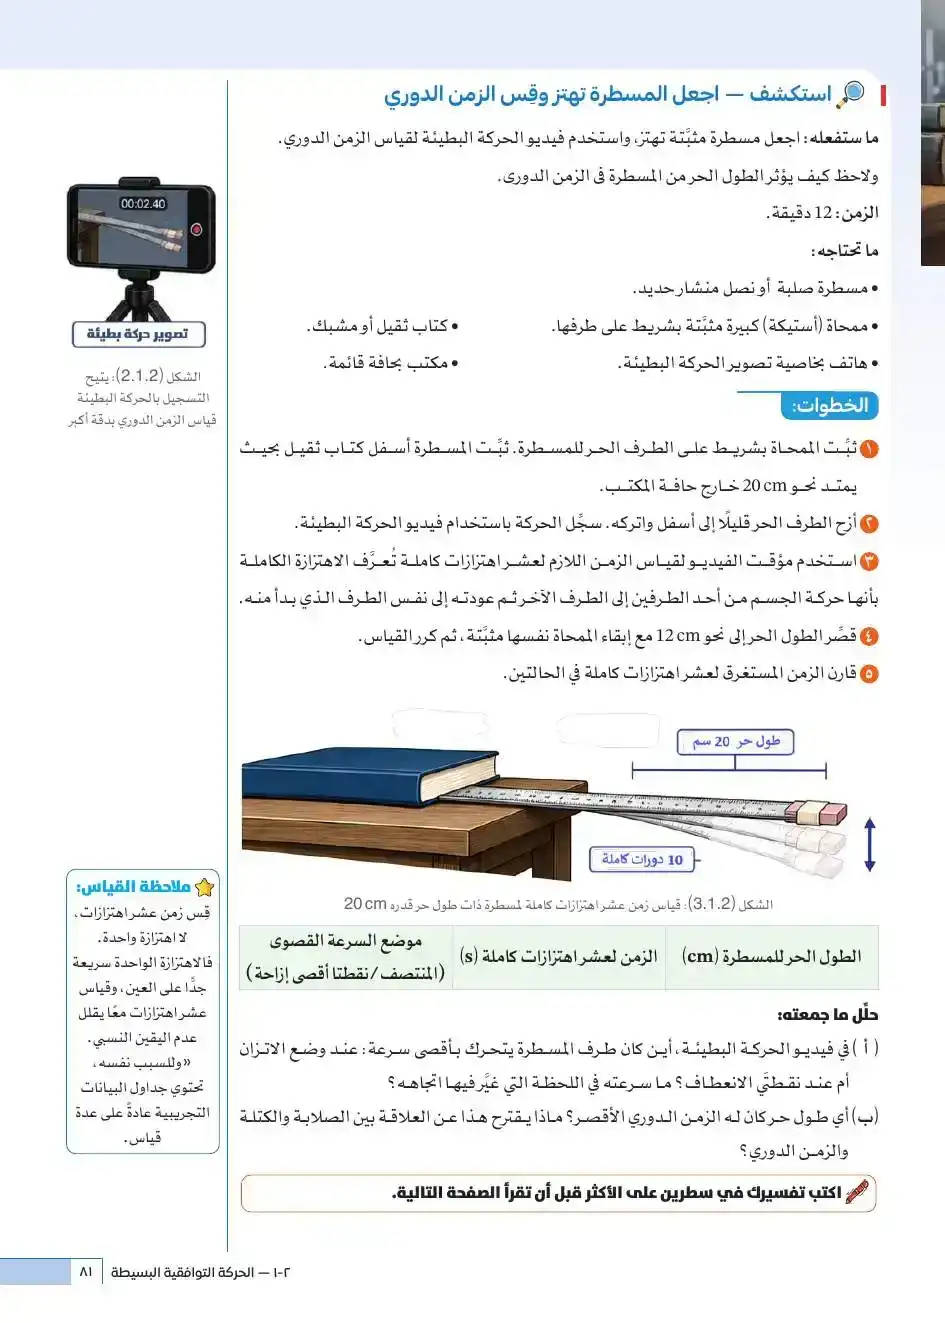 استكشف — اجعل المسطرة تهتز وقِس الزمن الدوري
ما ستفعله: اجعل مسطرة مثبَّتة تهتز، واستخدم فيديو الحركة البطيئة لقياس الزمن الدوري.
ولاحظ كيف يؤثر الطول الحر من المسطرة في الزمن الدوري.
الزمن: 12 دقيقة.
ما تحتاجه:
• مسطرة صلبة أو نصل منشار حديد.
• ممحاة (أستيكة) كبيرة مثبَّتة بشريط على طرفها.
• كتاب ثقيل أو مشبك.
• هاتف بخاصية تصوير الحركة البطيئة.
• مكتب بحافة قائمة.
00:02.40
تصوير حركة بطيئة
الشكل (2.1.2): يتيح
التسجيل بالحركة البطيئة
قياس الزمن الدوري بدقة أكبر
الخطوات:
١ ثبِّت الممحاة بشريط على الطرف الحر للمسطرة. ثبِّت المسطرة أسفل كتاب ثقيل بحيث
يمتد نحو 20 cm خارج حافة المكتب.
٢ أزح الطرف الحر قليلًا إلى أسفل واتركه. سجِّل الحركة باستخدام فيديو الحركة البطيئة.
٣ استخدم مؤقت الفيديو لقياس الزمن اللازم لعشر اهتزازات كاملة تُعرَّف الاهتزازة الكاملة
بأنها حركة الجسم من أحد الطرفين إلى الطرف الآخر ثم عودته إلى نفس الطرف الذي بدأ منه.
٤ قصِّر الطول الحر إلى نحو 12 cm مع إبقاء الممحاة نفسها مثبَّتة، ثم كرر القياس.
٥ قارن الزمن المستغرق لعشر اهتزازات كاملة في الحالتين.
طول حر 20 سم
10 دورات كاملة
الشكل (3.1.2): قياس زمن عشر اهتزازات كاملة لمسطرة ذات طول حر قدره 20 cm
الطول الحر للمسطرة (cm)
الزمن لعشر اهتزازات كاملة (s)
موضع السرعة القصوى
(المنتصف/نقطتا أقصى إزاحة)
ملاحظة القياس:
قِس زمن عشر اهتزازات،
لا اهتزازة واحدة.
فالاهتزازة الواحدة سريعة
جدًّا على العين، وقياس
عشر اهتزازات معًا يقلل
عدم اليقين النسبي.
«وللسبب نفسه،
تحتوي جداول البيانات
التجريبية عادةً على عدة
قياس.
حلِّل ما جمعته:
(أ) في فيديو الحركة البطيئة، أين كان طرف المسطرة يتحرك بأقصى سرعة: عند وضع الاتزان
أم عند نقطتَي الانعطاف؟ ما سرعته في اللحظة التي غيَّر فيها اتجاهه؟
(ب) أي طول حر كان له الزمن الدوري الأقصر؟ ماذا يقترح هذا عن العلاقة بين الصلابة والكتلة
والزمن الدوري؟
اكتب تفسيرك في سطرين على الأكثر قبل أن تقرأ الصفحة التالية.
٢-١ — الحركة التوافقية البسيطة
٨١